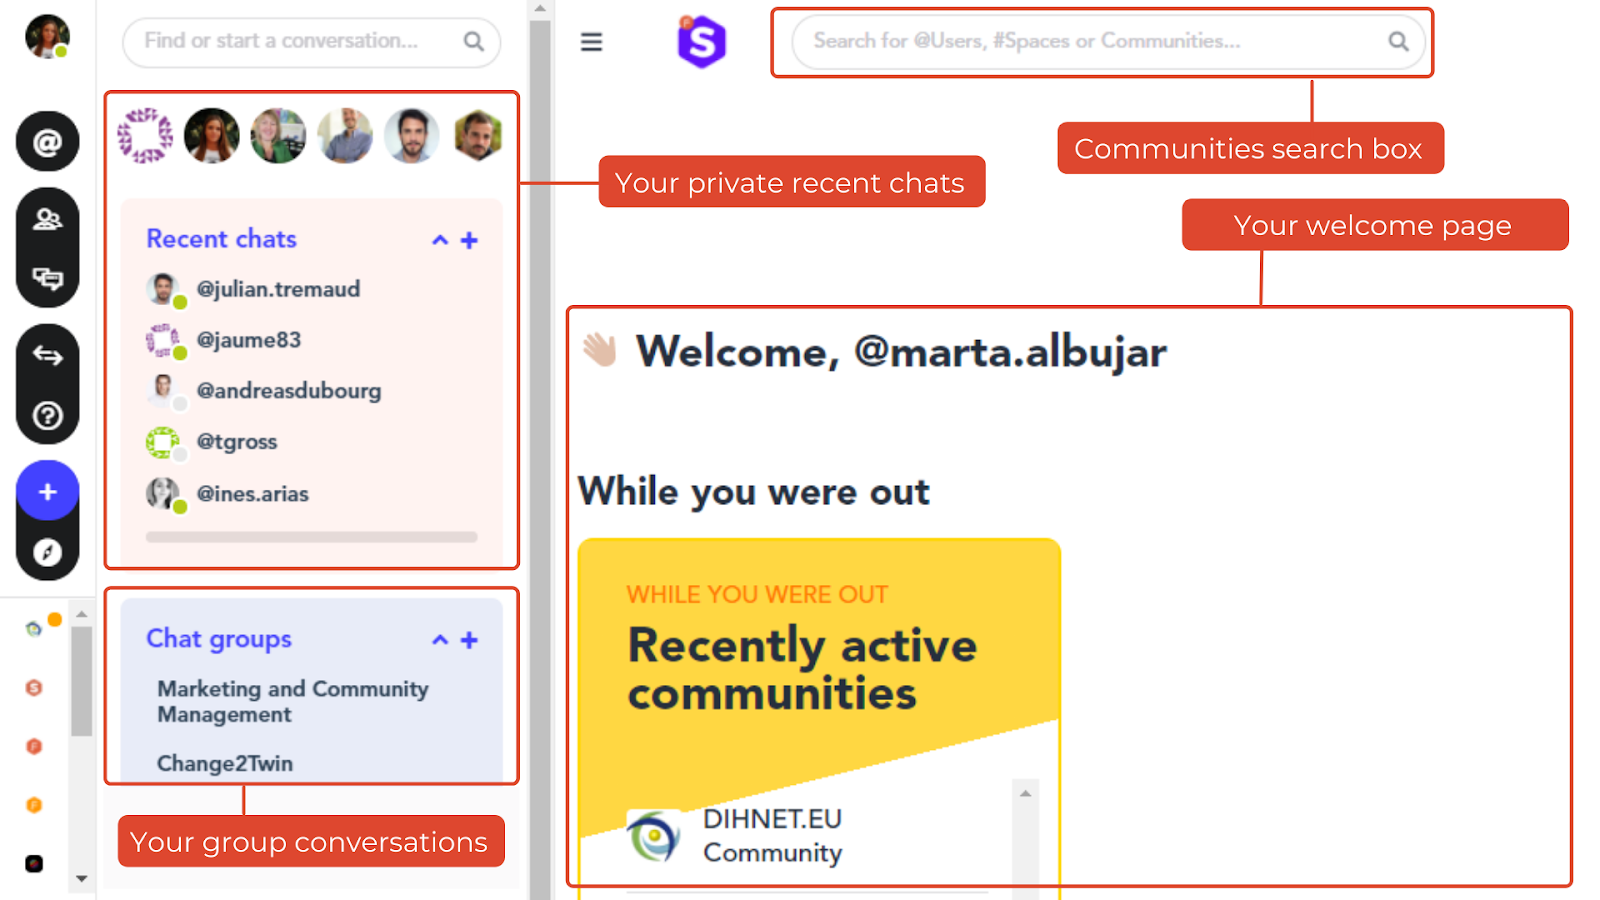 Find or start a conversation...
Search for @Users, #Spaces or Communities...
Communities search box
Your private recent chats
Your welcome page
Recent chats
@julian.tremaud
@jaume83
@andreasdubourg
@tgross
@ines.arias
Chat groups
Marketing and Community
Management
Change2Twin
Your group conversations
Welcome, @marta.albujar
While you were out
WHILE YOU WERE OUT
Recently active
communities
DIHNET.EU
Community